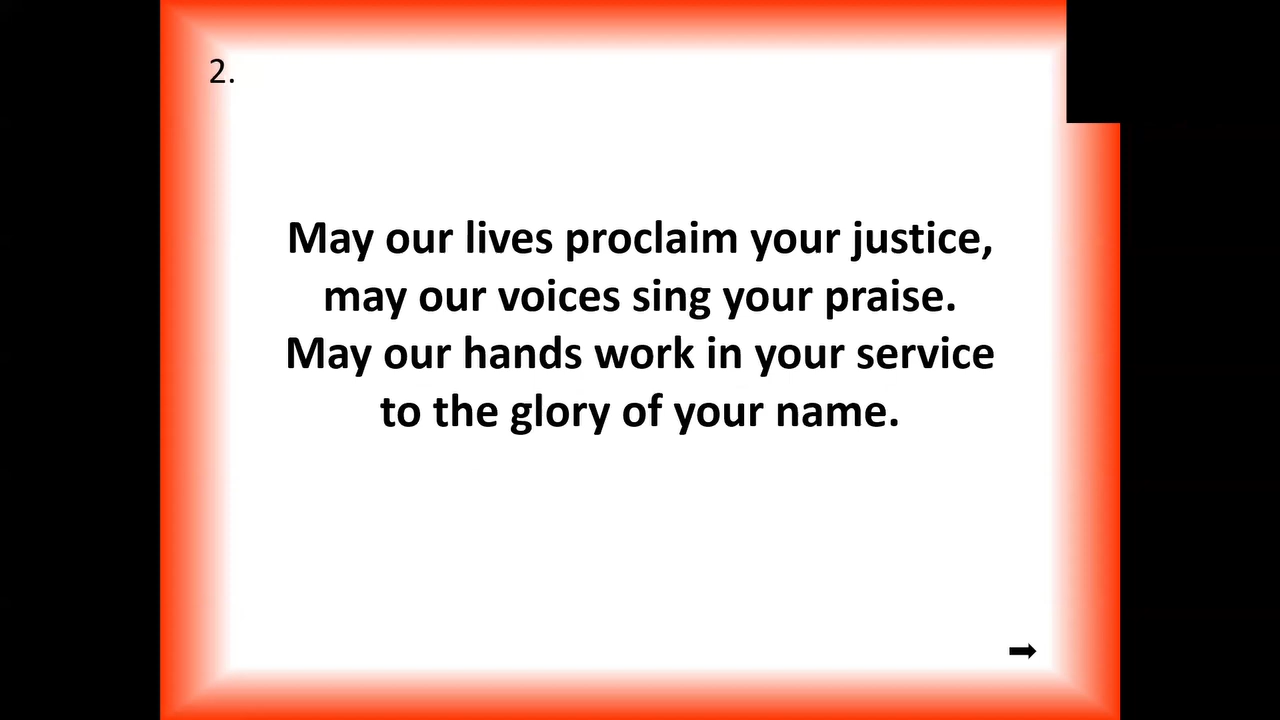 2.
May our lives proclaim your justice,
may our voices sing your praise.
May our hands work in your service
to the glory of your name.